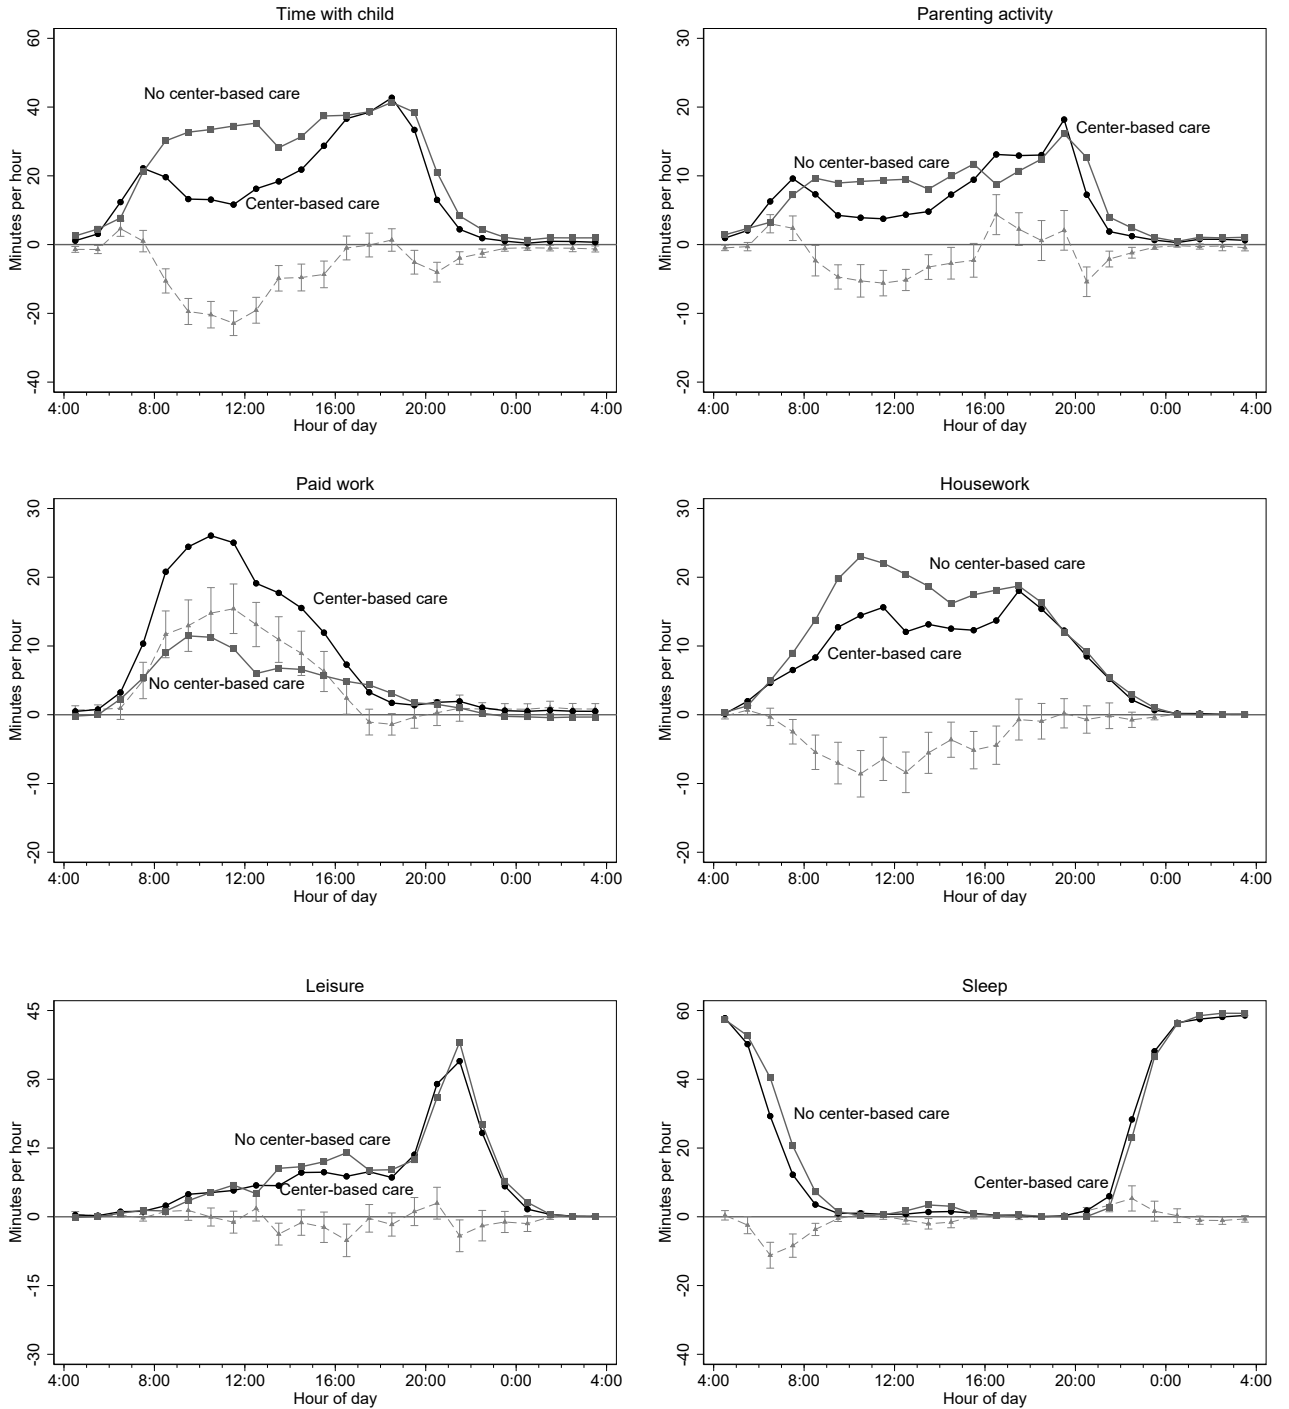 Time with child
Minutes per hour
60
40
20
0
-20
-40
No center-based care
Center-based care
4:00 8:00 12:00 16:00 20:00 0:00 4:00
Hour of day
Parenting activity
Minutes per hour
30
20
10
0
-10
-20
Center-based care
No center-based care
4:00 8:00 12:00 16:00 20:00 0:00 4:00
Hour of day
Paid work
Minutes per hour
30
20
10
0
-10
-20
Center-based care
No center-based care
4:00 8:00 12:00 16:00 20:00 0:00 4:00
Hour of day
Housework
Minutes per hour
30
20
10
0
-10
-20
No center-based care
Center-based care
4:00 8:00 12:00 16:00 20:00 0:00 4:00
Hour of day
Leisure
Minutes per hour
45
30
15
0
-15
-30
No center-based care
Center-based care
4:00 8:00 12:00 16:00 20:00 0:00 4:00
Hour of day
Sleep
Minutes per hour
60
40
20
0
-20
-40
No center-based care
Center-based care
4:00 8:00 12:00 16:00 20:00 0:00 4:00
Hour of day